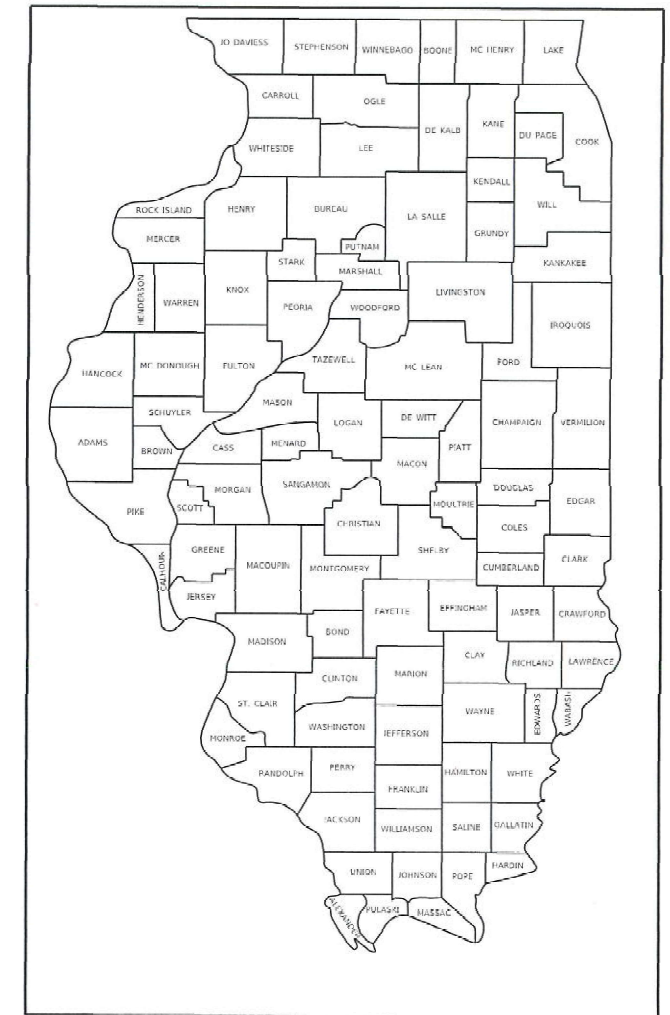 JO DAVIESS
STEPHENSON
WINNEBAGO
BOONE
MC HENRY
LAKE
CARROLL
OGLE
DE KALB
KANE
DU PAGE
COOK
WHITESIDE
LEE
KENDALL
ROCK ISLAND
HENRY
BUREAU
LA SALLE
WILL
GRUNDY
MERCER
PUTNAM
STARK
MARSHALL
KANKAKEE
HENDERSON
WARREN
KNOX
PEORIA
WOODFORD
LIVINGSTON
IROQUOIS
HANCOCK
MC DONOUGH
FULTON
TAZEWELL
MC LEAN
FORD
SCHUYLER
MASON
LOGAN
DE WITT
CHAMPAIGN
VERMILION
ADAMS
BROWN
CASS
MENARD
PIATT
MACON
PIKE
SCOTT
MORGAN
SANGAMON
MOULTRIE
DOUGLAS
EDGAR
CHRISTIAN
COLES
CALHOUN
GREENE
MACOUPIN
MONTGOMERY
SHELBY
CUMBERLAND
CLARK
JERSEY
FAYETTE
EFFINGHAM
JASPER
CRAWFORD
MADISON
BOND
CLAY
RICHLAND
LAWRENCE
CLINTON
MARION
ST. CLAIR
WAYNE
EDWARDS
WABASH
MONROE
WASHINGTON
JEFFERSON
RANDOLPH
PERRY
HAMILTON
WHITE
FRANKLIN
JACKSON
WILLIAMSON
SALINE
GALLATIN
UNION
JOHNSON
POPE
HARDIN
ALEXANDER
PULASKI
MASSAC